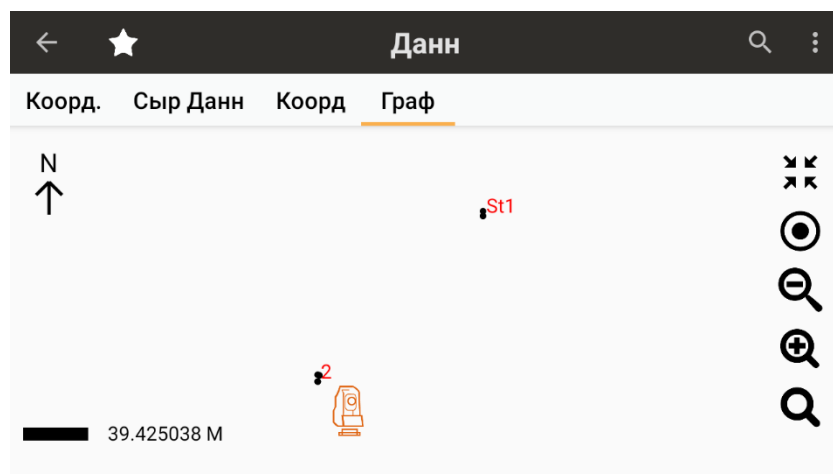 Данн
Коорд. Сыр Данн Коорд Граф
N
St1
2
39.425038 М